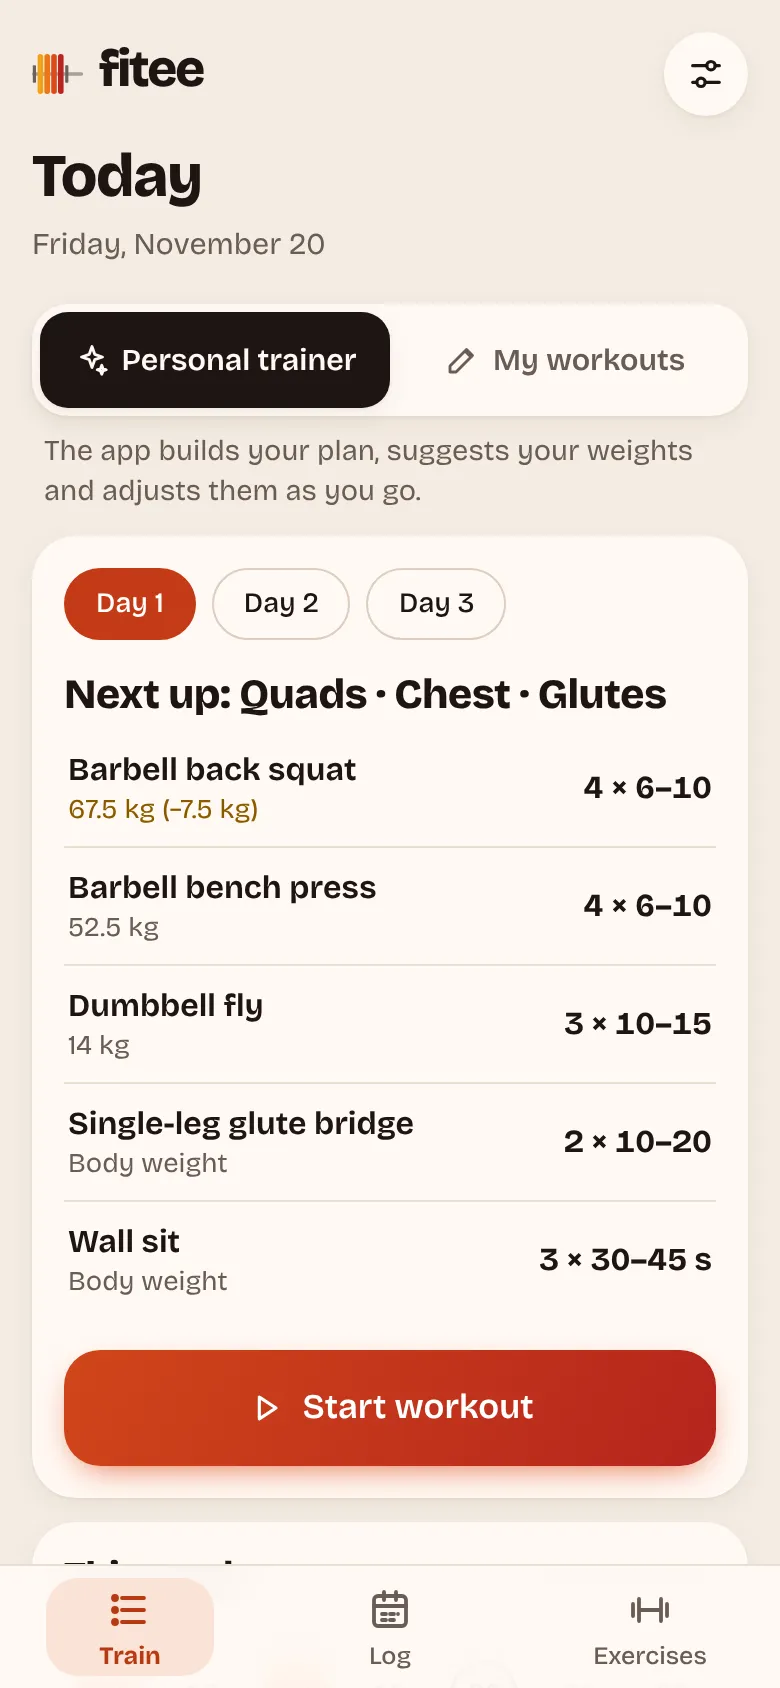 fitee
Today
Friday, November 20
Personal trainer
My workouts
The app builds your plan, suggests your weights
and adjusts them as you go.
Day 1
Day 2
Day 3
Next up: Quads · Chest · Glutes
Barbell back squat
67.5 kg (−7.5 kg)
4 × 6–10
Barbell bench press
52.5 kg
4 × 6–10
Dumbbell fly
14 kg
3 × 10–15
Single-leg glute bridge
Body weight
2 × 10–20
Wall sit
Body weight
3 × 30–45 s
Start workout
Train
Log
Exercises